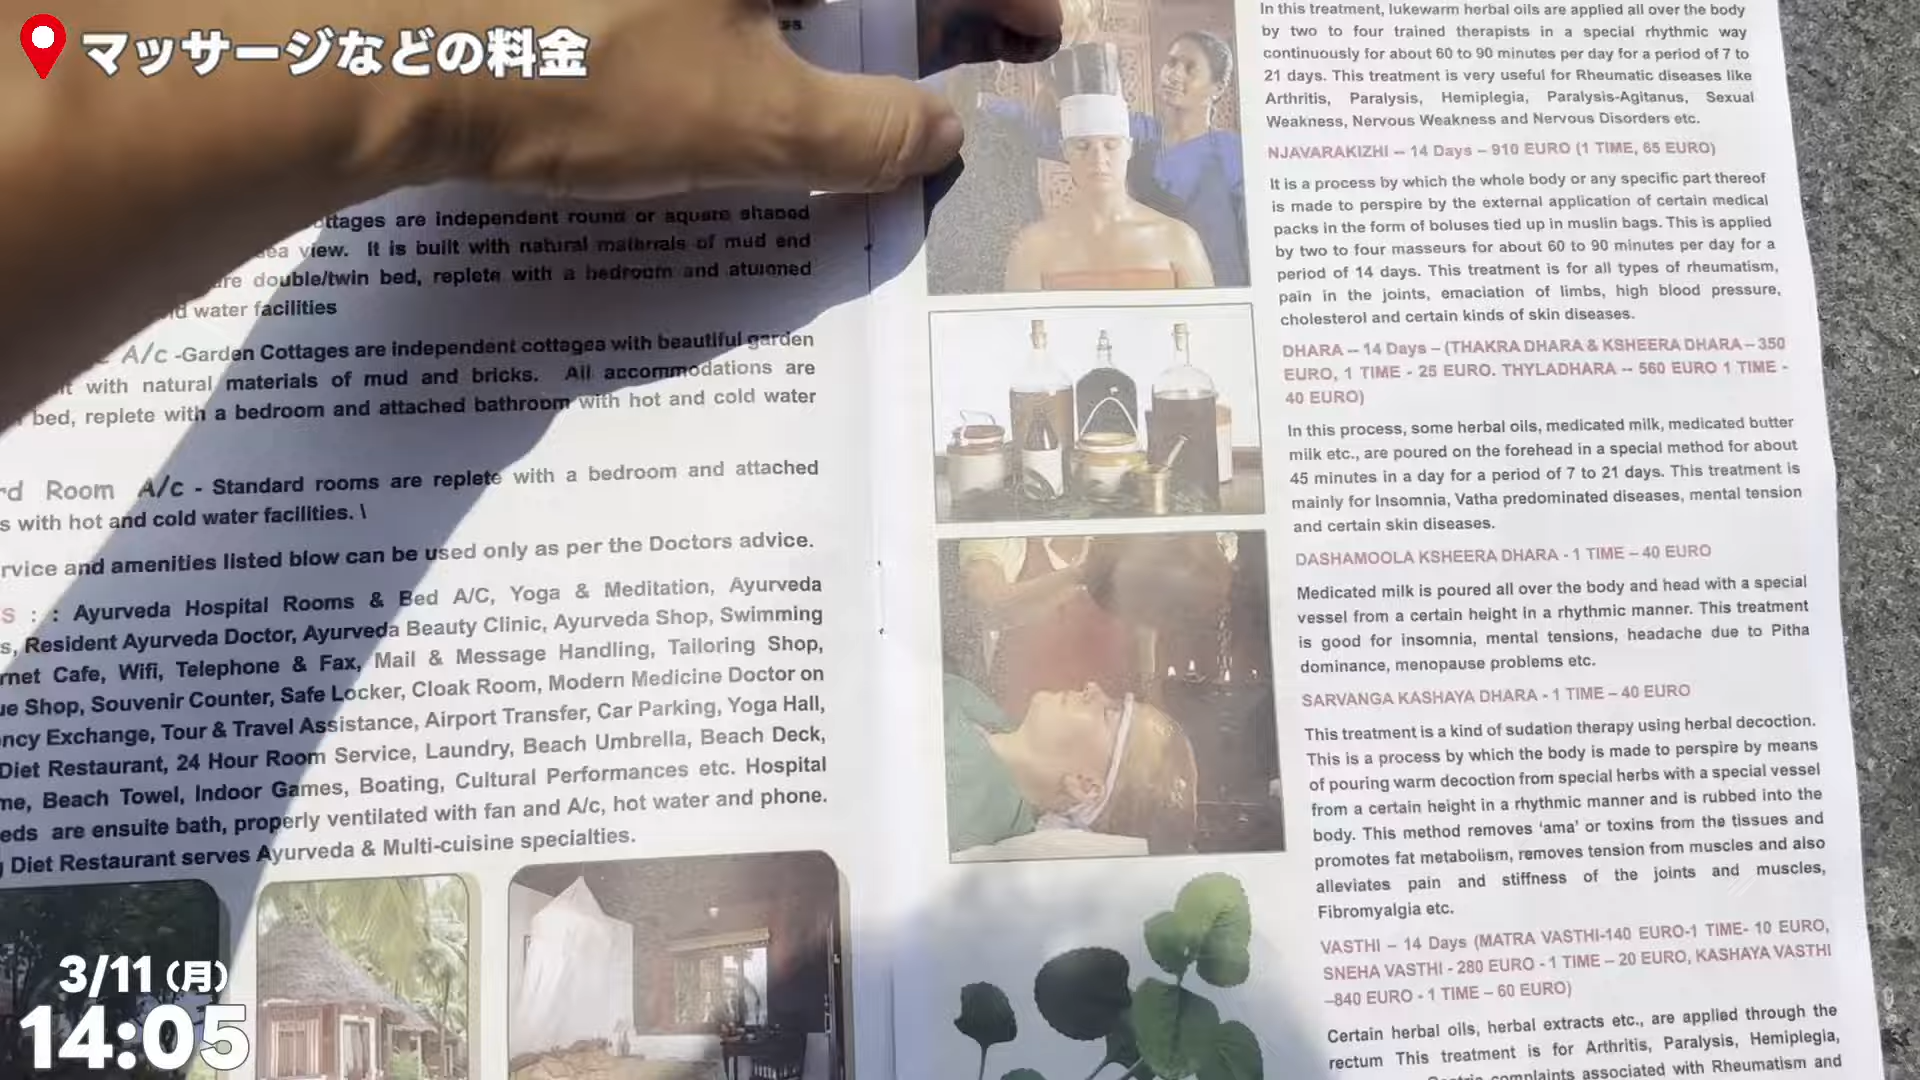 マッサージなどの料金
ottages are independent round or square shaped
view. It is built with natural materials of mud end
are double/twin bed, replete with a bedroom and atuioned
water facilities
A/c -Garden Cottages are independent cottages with beautiful garden
with natural materials of mud and bricks. All accommodations are
bed, replete with a bedroom and attached bathroom with hot and cold water
rd Room A/c - Standard rooms are replete with a bedroom and attached
s with hot and cold water facilities. \
rvice and amenities listed blow can be used only as per the Doctors advice.
S : : Ayurveda Hospital Rooms & Bed A/C, Yoga & Meditation, Ayurveda
s, Resident Ayurveda Doctor, Ayurveda Beauty Clinic, Ayurveda Shop, Swimming
rnet Cafe, Wifi, Telephone & Fax, Mail & Message Handling, Tailoring Shop,
ue Shop, Souvenir Counter, Safe Locker, Cloak Room, Modern Medicine Doctor on
ncy Exchange, Tour & Travel Assistance, Airport Transfer, Car Parking, Yoga Hall,
Diet Restaurant, 24 Hour Room Service, Laundry, Beach Umbrella, Beach Deck,
me, Beach Towel, Indoor Games, Boating, Cultural Performances etc. Hospital
eds are ensuite bath, properly ventilated with fan and A/c, hot water and phone.
g Diet Restaurant serves Ayurveda & Multi-cuisine specialties.
In this treatment, lukewarm herbal oils are applied all over the body
by two to four trained therapists in a special rhythmic way
continuously for about 60 to 90 minutes per day for a period of 7 to
21 days. This treatment is very useful for Rheumatic diseases like
Arthritis, Paralysis, Hemiplegia, Paralysis-Agitanus, Sexual
Weakness, Nervous Weakness and Nervous Disorders etc.
NJAVARAKIZHI -- 14 Days – 910 EURO (1 TIME, 65 EURO)
It is a process by which the whole body or any specific part thereof
is made to perspire by the external application of certain medical
packs in the form of boluses tied up in muslin bags. This is applied
by two to four masseurs for about 60 to 90 minutes per day for a
period of 14 days. This treatment is for all types of rheumatism,
pain in the joints, emaciation of limbs, high blood pressure,
cholesterol and certain kinds of skin diseases.
DHARA -- 14 Days – (THAKRA DHARA & KSHEERA DHARA – 350
EURO, 1 TIME - 25 EURO. THYLADHARA -- 560 EURO 1 TIME -
40 EURO)
In this process, some herbal oils, medicated milk, medicated butter
milk etc., are poured on the forehead in a special method for about
45 minutes in a day for a period of 7 to 21 days. This treatment is
mainly for Insomnia, Vatha predominated diseases, mental tension
and certain skin diseases.
DASHAMOOLA KSHEERA DHARA - 1 TIME – 40 EURO
Medicated milk is poured all over the body and head with a special
vessel from a certain height in a rhythmic manner. This treatment
is good for insomnia, mental tensions, headache due to Pitha
dominance, menopause problems etc.
SARVANGA KASHAYA DHARA - 1 TIME – 40 EURO
This treatment is a kind of sudation therapy using herbal decoction.
This is a process by which the body is made to perspire by means
of pouring warm decoction from special herbs with a special vessel
from a certain height in a rhythmic manner and is rubbed into the
body. This method removes ‘ama’ or toxins from the tissues and
promotes fat metabolism, removes tension from muscles and also
alleviates pain and stiffness of the joints and muscles,
Fibromyalgia etc.
VASTHI – 14 Days (MATRA VASTHI-140 EURO-1 TIME- 10 EURO,
SNEHA VASTHI - 280 EURO - 1 TIME – 20 EURO, KASHAYA VASTHI
–840 EURO - 1 TIME – 60 EURO)
Certain herbal oils, herbal extracts etc., are applied through the
rectum This treatment is for Arthritis, Paralysis, Hemiplegia,
complaints associated with Rheumatism and
3/11（月）
14:05